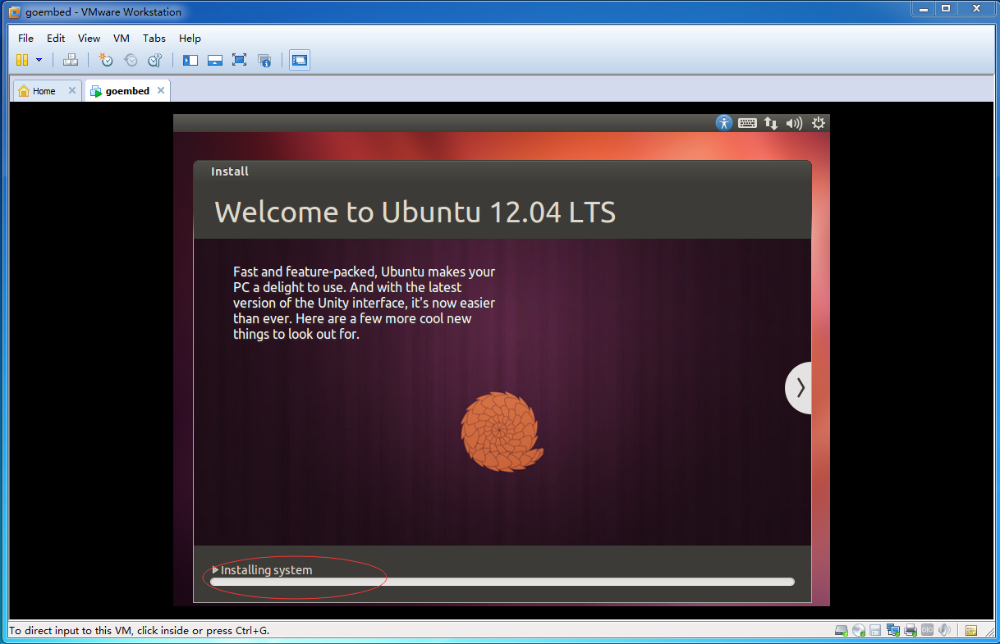 goembed - VMware Workstation
File Edit View VM Tabs Help
Home goembed
Install
Welcome to Ubuntu 12.04 LTS
Fast and feature-packed, Ubuntu makes your
PC a delight to use. And with the latest
version of the Unity interface, it's now easier
than ever. Here are a few more cool new
things to look out for.
Installing system
To direct input to this VM, click inside or press Ctrl+G.